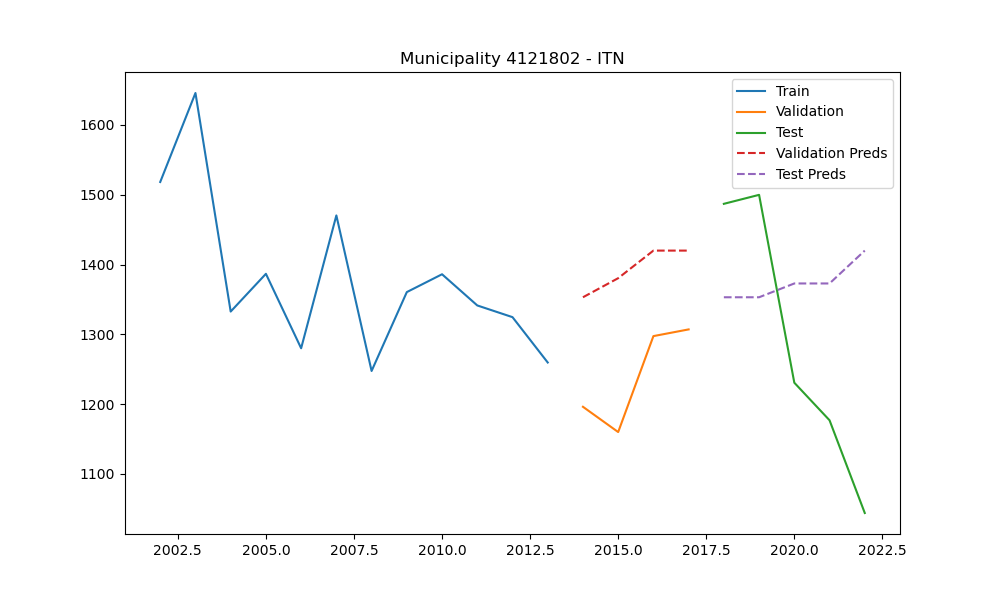 Municipality 4121802 - ITN
Train
Validation
Test
Validation Preds
Test Preds
1600
1500
1400
1300
1200
1100
2002.5 2005.0 2007.5 2010.0 2012.5 2015.0 2017.5 2020.0 2022.5